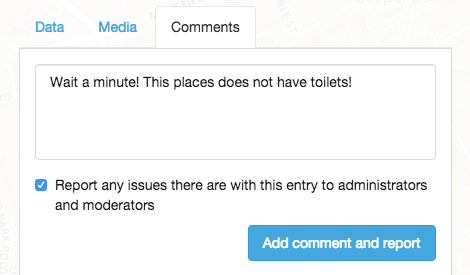 Data Media Comments
Wait a minute! This places does not have toilets!
Report any issues there are with this entry to administrators
and moderators
Add comment and report